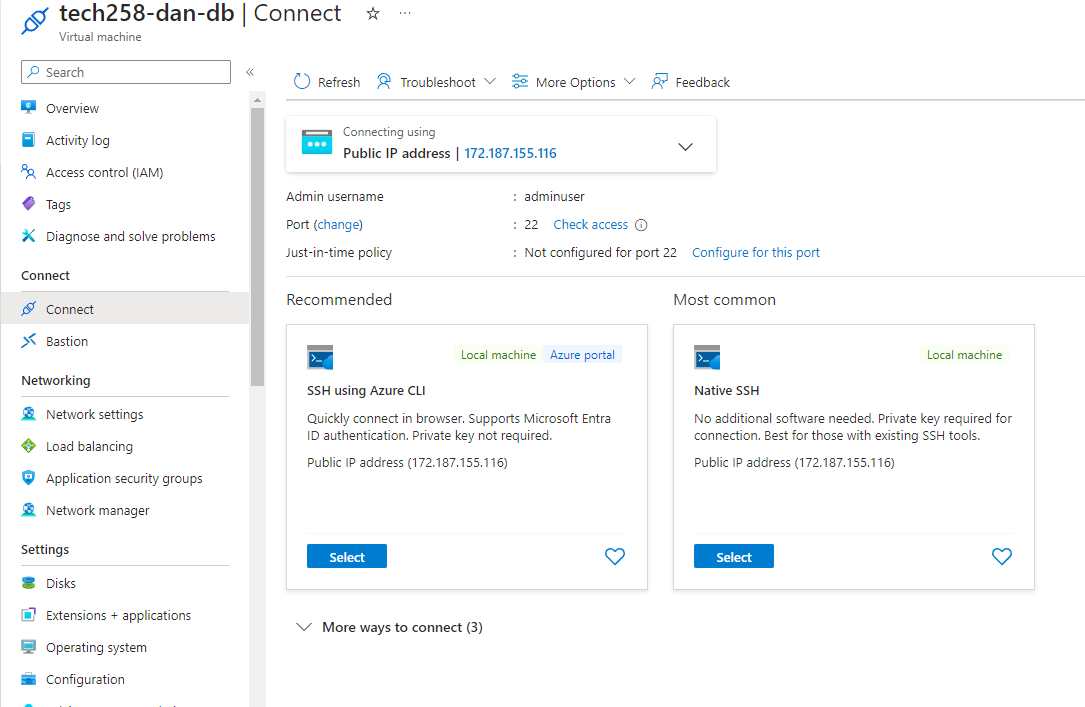 tech258-dan-db | Connect
Virtual machine
Search
Overview
Activity log
Access control (IAM)
Tags
Diagnose and solve problems
Connect
Connect
Bastion
Networking
Network settings
Load balancing
Application security groups
Network manager
Settings
Disks
Extensions + applications
Operating system
Configuration
Refresh
Troubleshoot
More Options
Feedback
Connecting using
Public IP address | 172.187.155.116
Admin username : adminuser
Port (change) : 22 Check access
Just-in-time policy : Not configured for port 22 Configure for this port
Recommended
Local machine Azure portal
SSH using Azure CLI
Quickly connect in browser. Supports Microsoft Entra
ID authentication. Private key not required.
Public IP address (172.187.155.116)
Select
Most common
Local machine
Native SSH
No additional software needed. Private key required for
connection. Best for those with existing SSH tools.
Public IP address (172.187.155.116)
Select
More ways to connect (3)